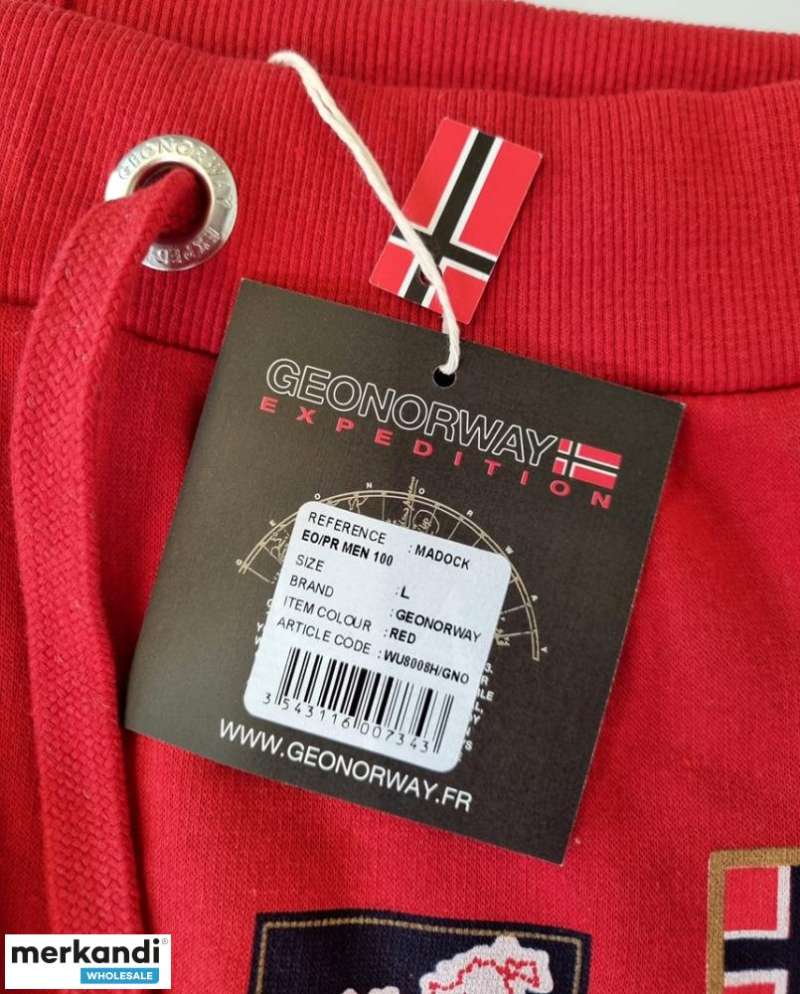 GEONORWAY
EXPED
GEONORWAY
EXPEDITION
REFERENCE : MADOCK
EO/PR MEN 100
SIZE : L
BRAND : GEONORWAY
ITEM COLOUR : RED
ARTICLE CODE : WU8008H/GNO
3 543116 007343
WWW.GEONORWAY.FR
merkandi
WHOLESALE